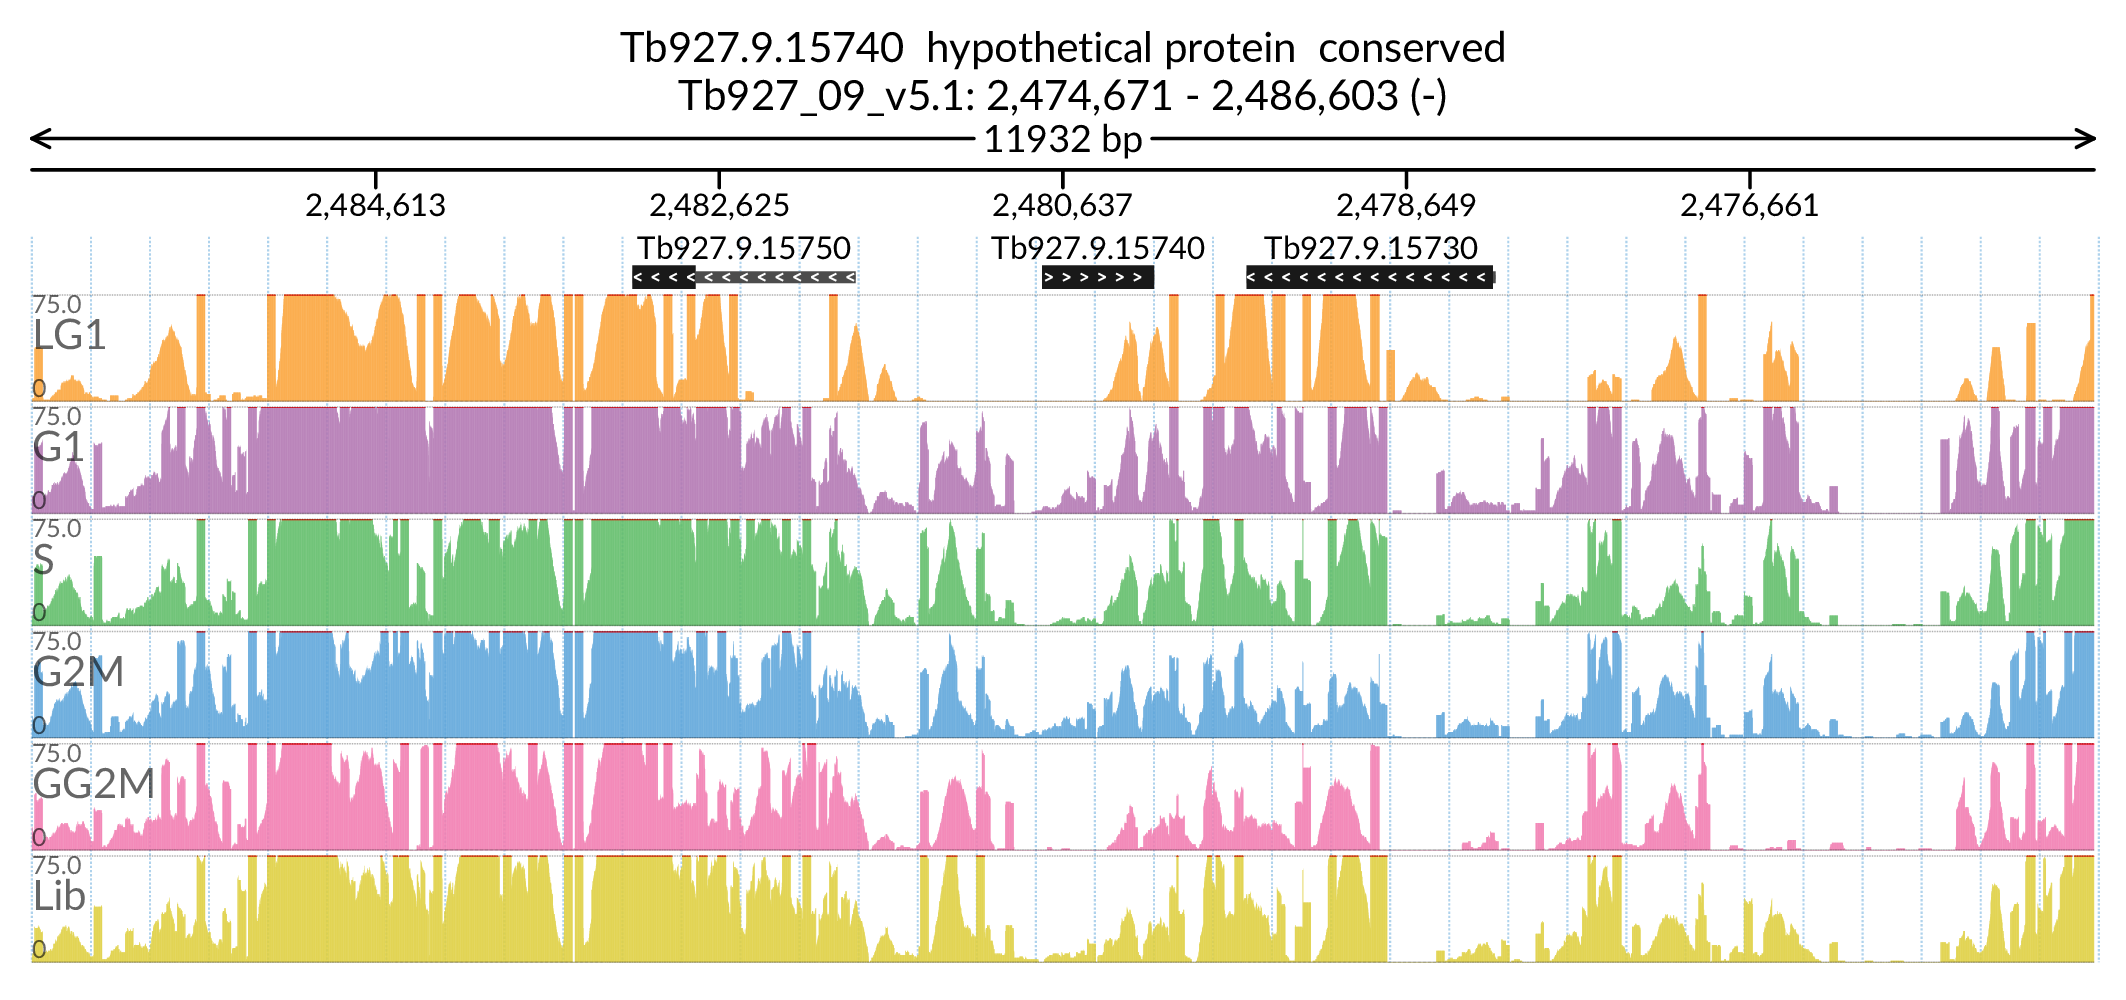 Tb927.9.15740  hypothetical protein  conserved
Tb927_09_v5.1: 2,474,671 - 2,486,603 (-)
11932 bp
2,484,613 2,482,625 2,480,637 2,478,649 2,476,661
Tb927.9.15750 Tb927.9.15740 Tb927.9.15730
75.0
LG1
0
75.0
G1
0
75.0
S
0
75.0
G2M
0
75.0
GG2M
0
75.0
Lib
0